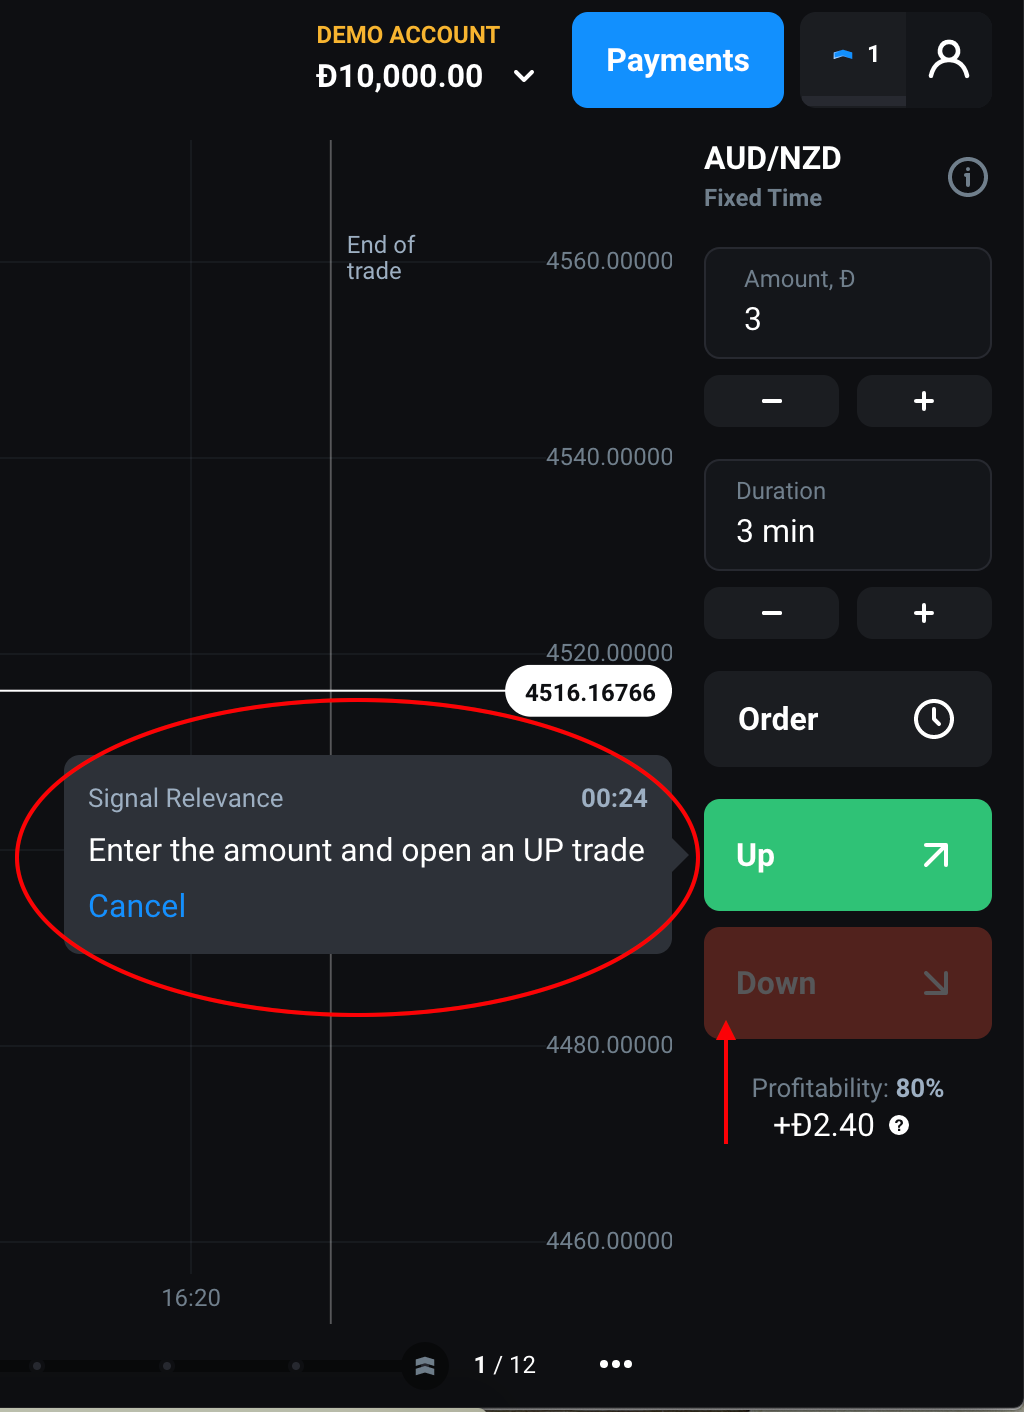 DEMO ACCOUNT
Đ10,000.00
Payments
1
AUD/NZD
Fixed Time
End of
trade
4560.00000
Amount, Đ
3
4540.00000
Duration
3 min
4520.00000
4516.16766
Order
Signal Relevance 00:24
Enter the amount and open an UP trade
Cancel
Up
Down
4480.00000
Profitability: 80%
+Đ2.40 ?
4460.00000
16:20
1 / 12